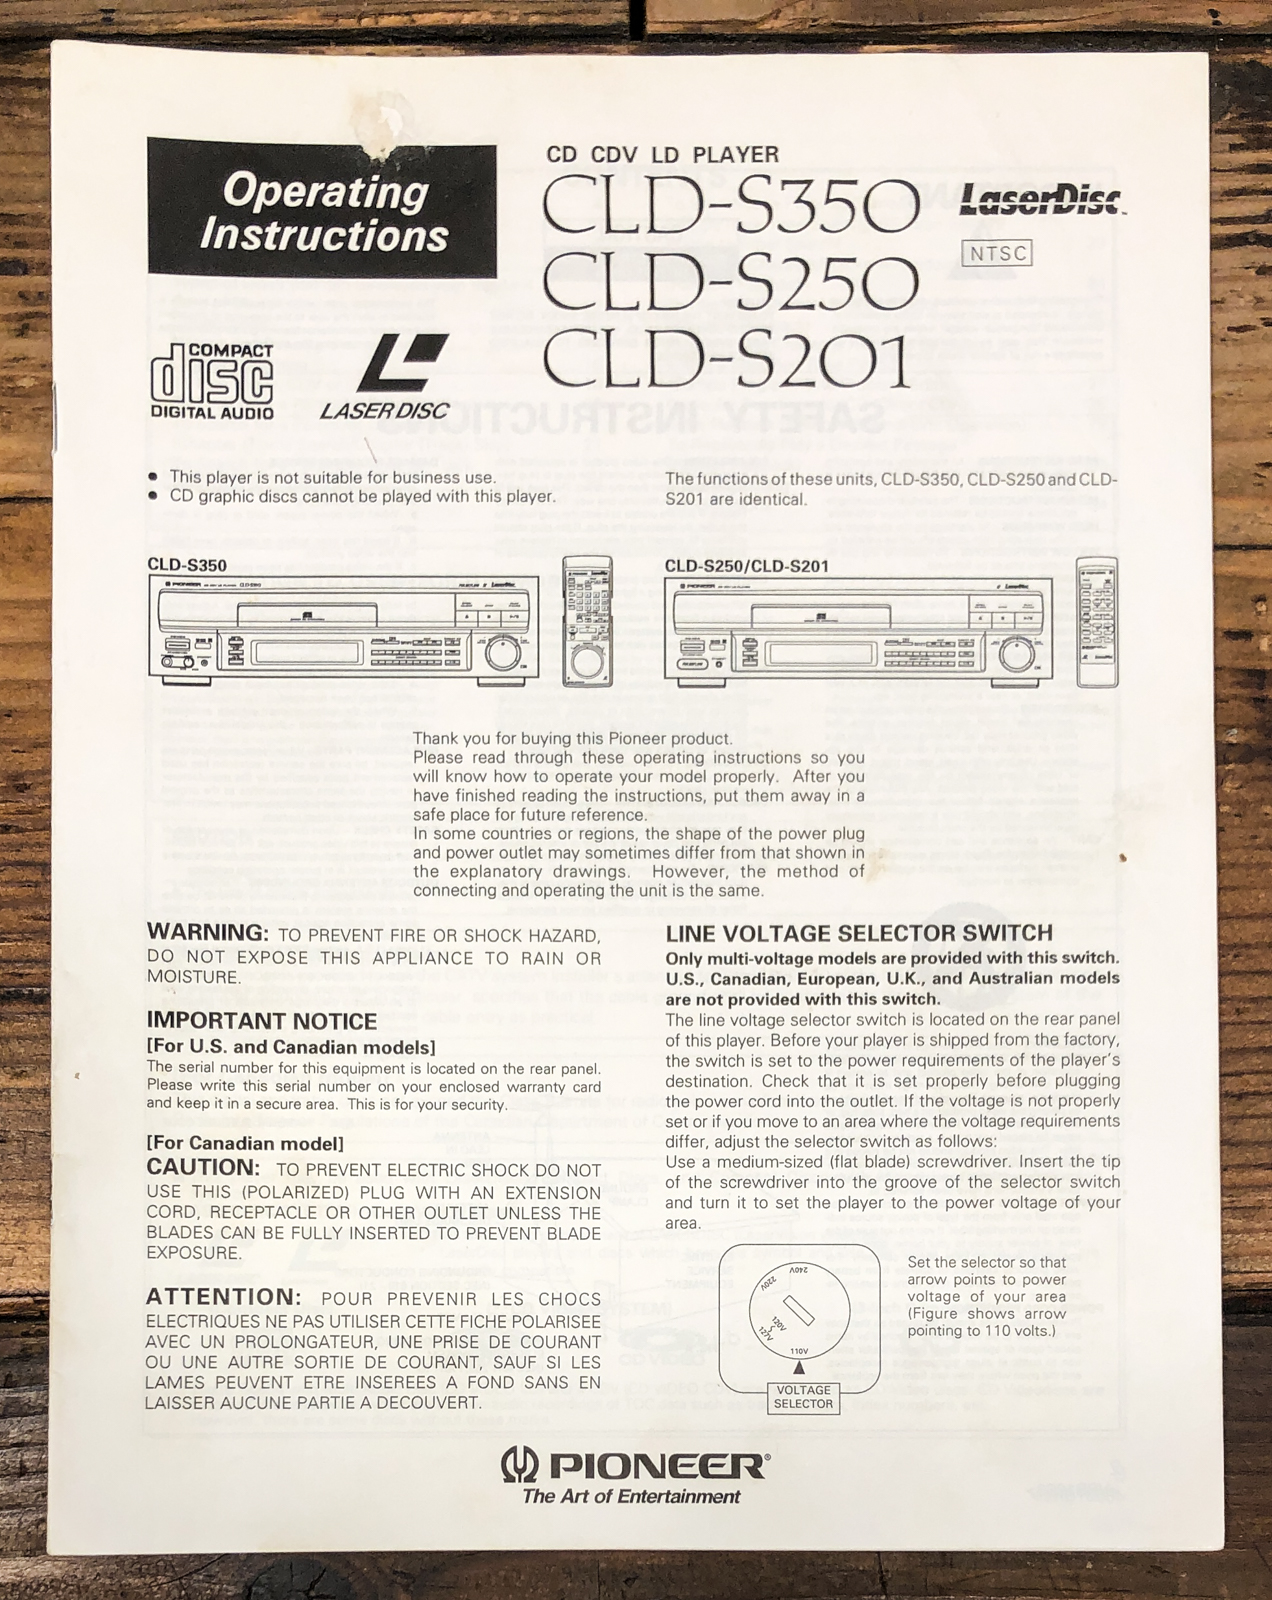 Operating
Instructions
CD CDV LD PLAYER
CLD-S350
CLD-S250
CLD-S201
LaserDisc
NTSC
COMPACT
disc
DIGITAL AUDIO
LASERDISC
• This player is not suitable for business use.
• CD graphic discs cannot be played with this player.
The functions of these units, CLD-S350, CLD-S250 and CLD-
S201 are identical.
CLD-S350
PIONEER
LaserDisc
CLD-S250/CLD-S201
PIONEER
LaserDisc
Thank you for buying this Pioneer product.
Please read through these operating instructions so you
will know how to operate your model properly. After you
have finished reading the instructions, put them away in a
safe place for future reference.
In some countries or regions, the shape of the power plug
and power outlet may sometimes differ from that shown in
the explanatory drawings. However, the method of
connecting and operating the unit is the same.
WARNING: TO PREVENT FIRE OR SHOCK HAZARD,
DO NOT EXPOSE THIS APPLIANCE TO RAIN OR
MOISTURE.
IMPORTANT NOTICE
[For U.S. and Canadian models]
The serial number for this equipment is located on the rear panel.
Please write this serial number on your enclosed warranty card
and keep it in a secure area. This is for your security.
[For Canadian model]
CAUTION: TO PREVENT ELECTRIC SHOCK DO NOT
USE THIS (POLARIZED) PLUG WITH AN EXTENSION
CORD, RECEPTACLE OR OTHER OUTLET UNLESS THE
BLADES CAN BE FULLY INSERTED TO PREVENT BLADE
EXPOSURE.
ATTENTION: POUR PREVENIR LES CHOCS
ELECTRIQUES NE PAS UTILISER CETTE FICHE POLARISEE
AVEC UN PROLONGATEUR, UNE PRISE DE COURANT
OU UNE AUTRE SORTIE DE COURANT, SAUF SI LES
LAMES PEUVENT ETRE INSEREES A FOND SANS EN
LAISSER AUCUNE PARTIE A DECOUVERT.
LINE VOLTAGE SELECTOR SWITCH
Only multi-voltage models are provided with this switch.
U.S., Canadian, European, U.K., and Australian models
are not provided with this switch.
The line voltage selector switch is located on the rear panel
of this player. Before your player is shipped from the factory,
the switch is set to the power requirements of the player's
destination. Check that it is set properly before plugging
the power cord into the outlet. If the voltage is not properly
set or if you move to an area where the voltage requirements
differ, adjust the selector switch as follows:
Use a medium-sized (flat blade) screwdriver. Insert the tip
of the screwdriver into the groove of the selector switch
and turn it to set the player to the power voltage of your
area.
240V
220V
120V
127V
110V
VOLTAGE
SELECTOR
Set the selector so that
arrow points to power
voltage of your area
(Figure shows arrow
pointing to 110 volts.)
PIONEER®
The Art of Entertainment